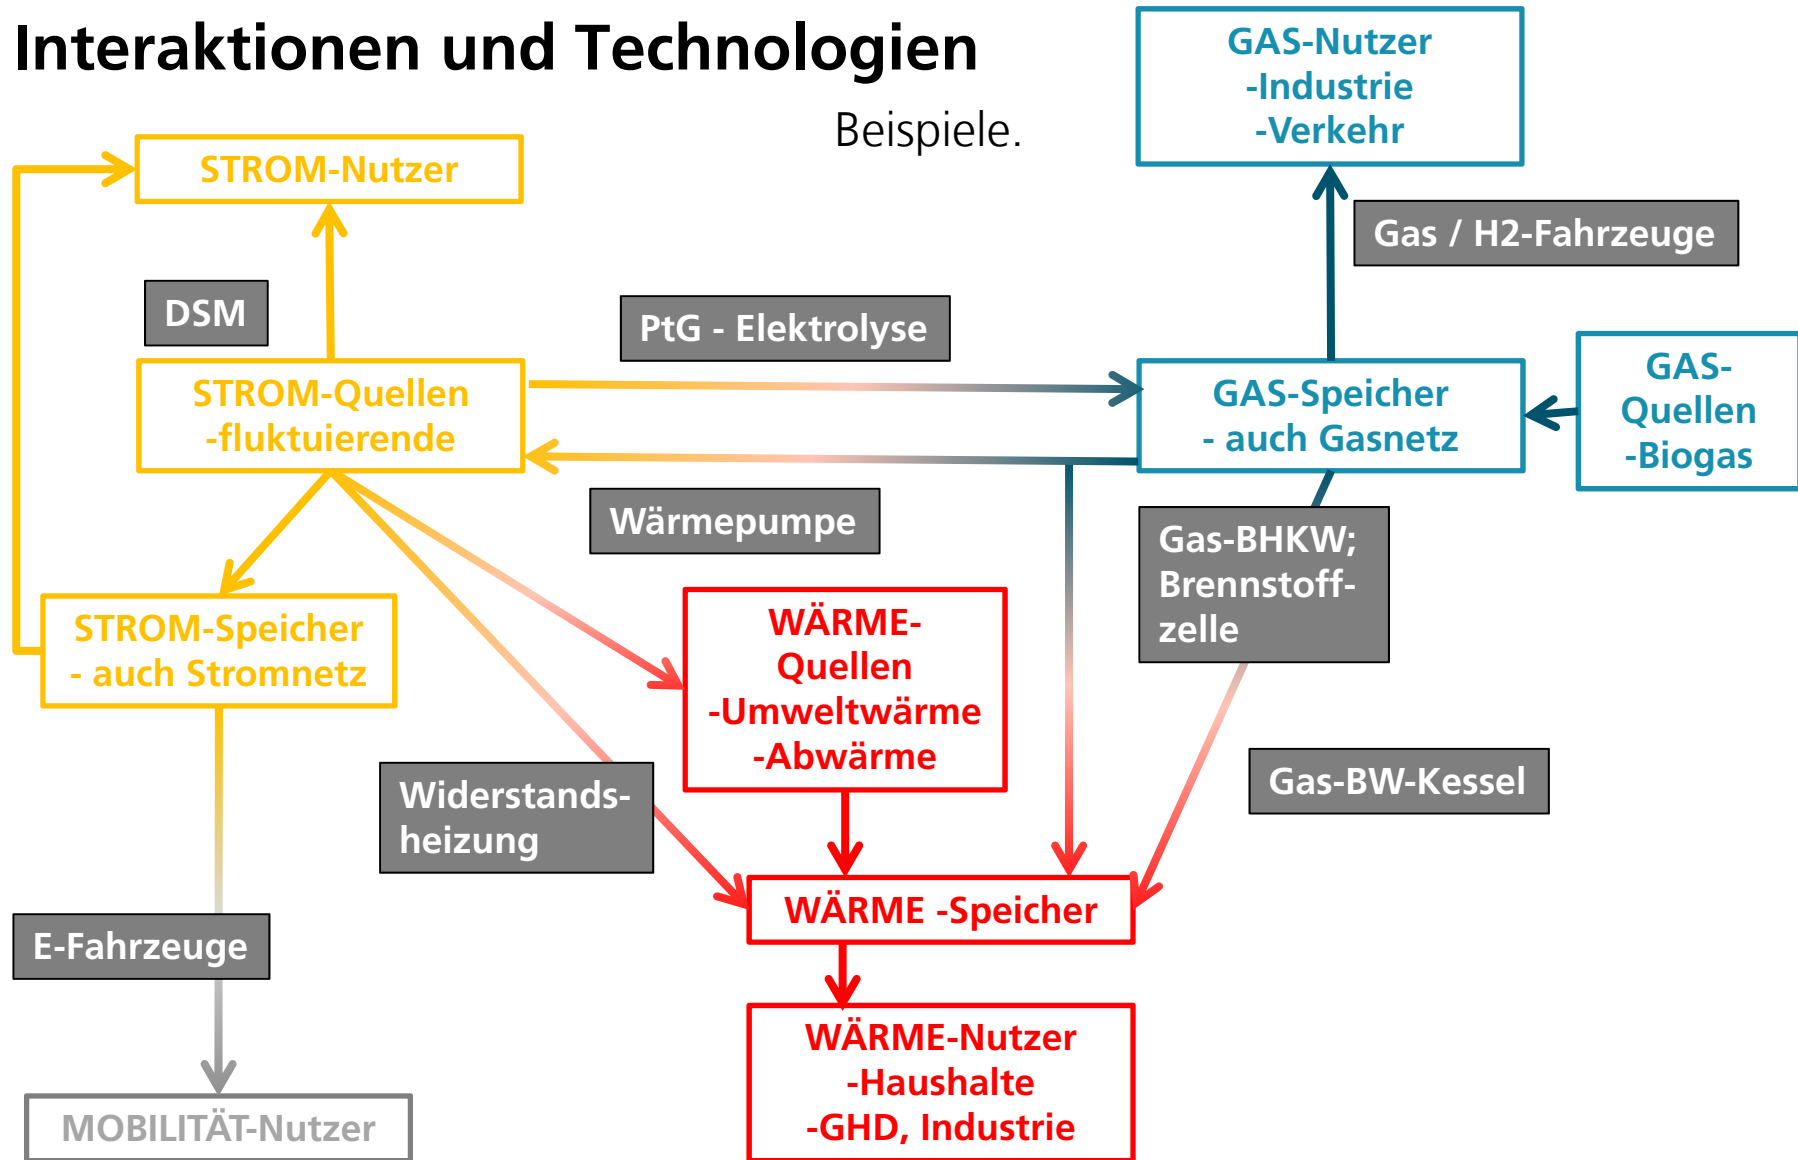 Interaktionen und Technologien
Beispiele.
GAS-Nutzer
-Industrie
-Verkehr
STROM-Nutzer
Gas / H2-Fahrzeuge
DSM
PtG - Elektrolyse
STROM-Quellen
-fluktuierende
GAS-Speicher
- auch Gasnetz
GAS-
Quellen
-Biogas
Wärmepumpe
Gas-BHKW;
Brennstoff-
zelle
STROM-Speicher
- auch Stromnetz
WÄRME-
Quellen
-Umweltwärme
-Abwärme
Widerstands-
heizung
Gas-BW-Kessel
WÄRME -Speicher
E-Fahrzeuge
WÄRME-Nutzer
-Haushalte
-GHD, Industrie
MOBILITÄT-Nutzer